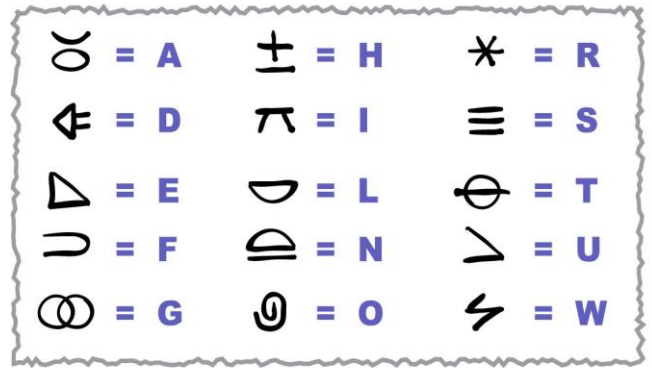 = A = H = R
= D = I = S
= E = L = T
= F = N = U
= G = O = W